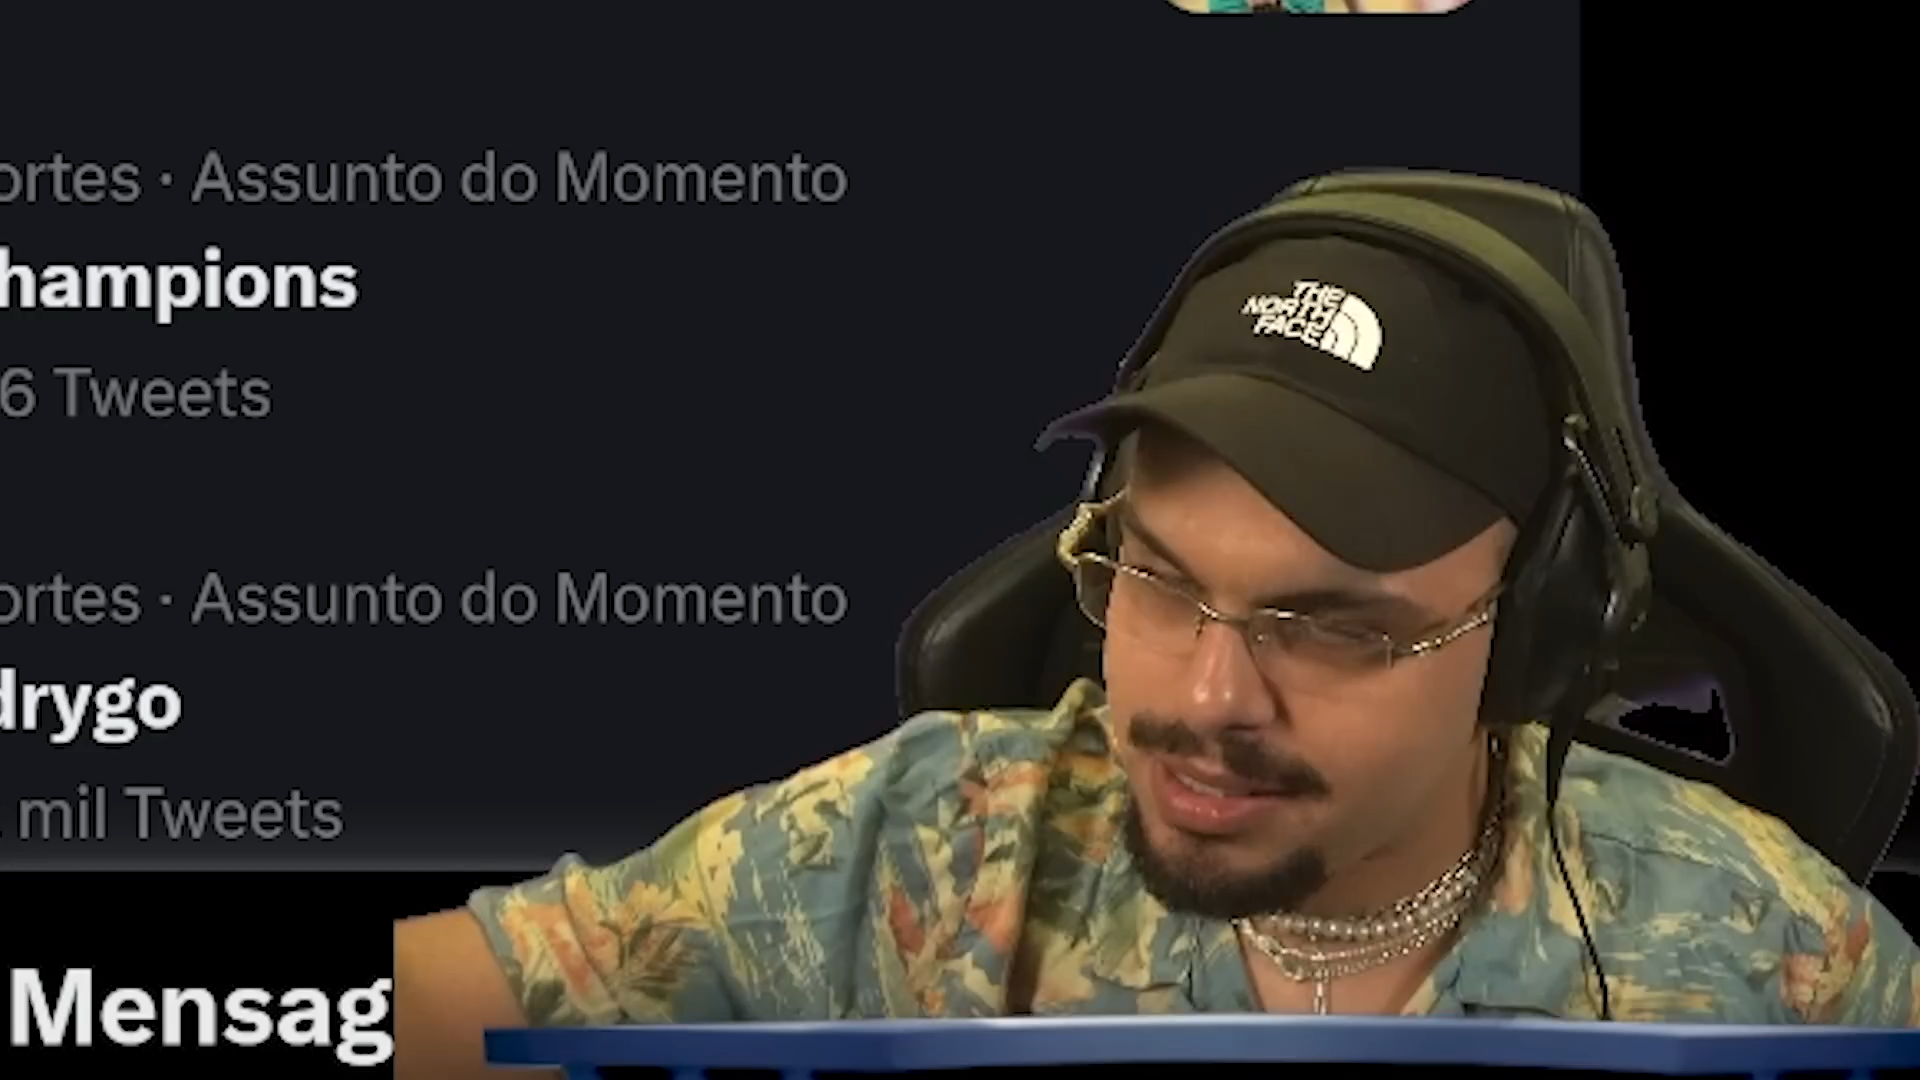 ortes · Assunto do Momento
hampions
6 Tweets
ortes · Assunto do Momento
drygo
mil Tweets
Mensag
THE
NORTH
FACE